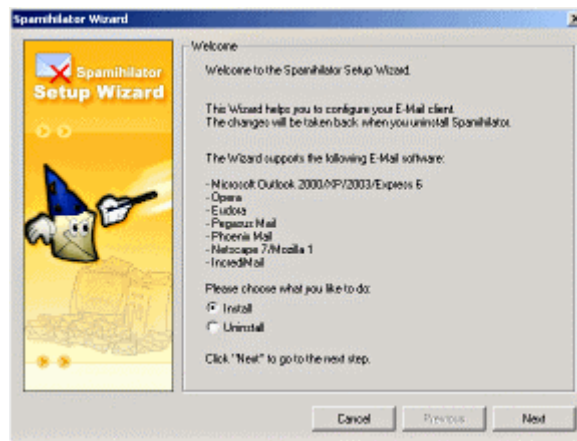 Spamihilator Wizard
Spamihilator
Setup Wizard
Welcome
Welcome to the Spamihilator Setup Wizard.
This Wizard helps you to configure your E-Mail client.
The changes will be taken back when you uninstall Spamihilator.
The Wizard supports the following E-Mail software:
- Microsoft Outlook 2000/XP/2003/Express 6
- Opera
- Eudora
- Pegasus Mail
- Phoenix Mail
- Netscape 7/Mozilla 1
- IncrediMail
Please choose what you like to do:
Install
Uninstall
Click "Next" to go to the next step.
Cancel
Previous
Next